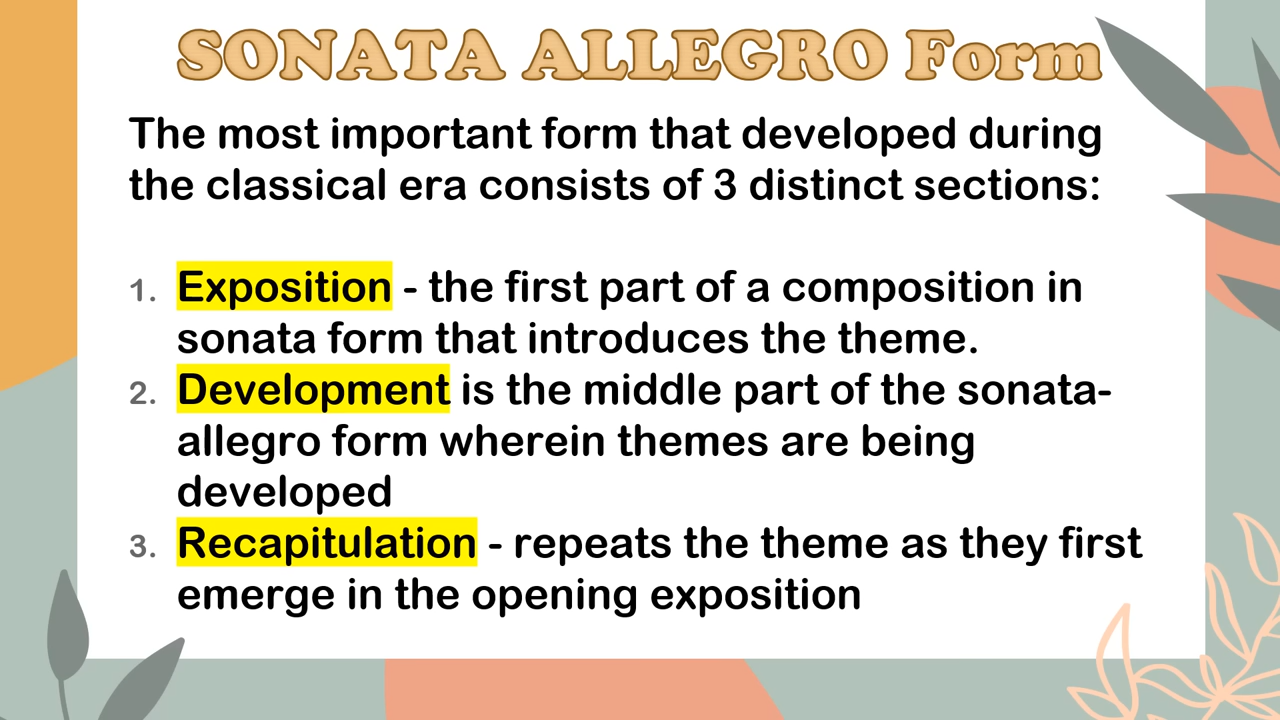 SONATA ALLEGRO Form
The most important form that developed during
the classical era consists of 3 distinct sections:
1. Exposition - the first part of a composition in
sonata form that introduces the theme.
2. Development is the middle part of the sonata-
allegro form wherein themes are being
developed
3. Recapitulation - repeats the theme as they first
emerge in the opening exposition